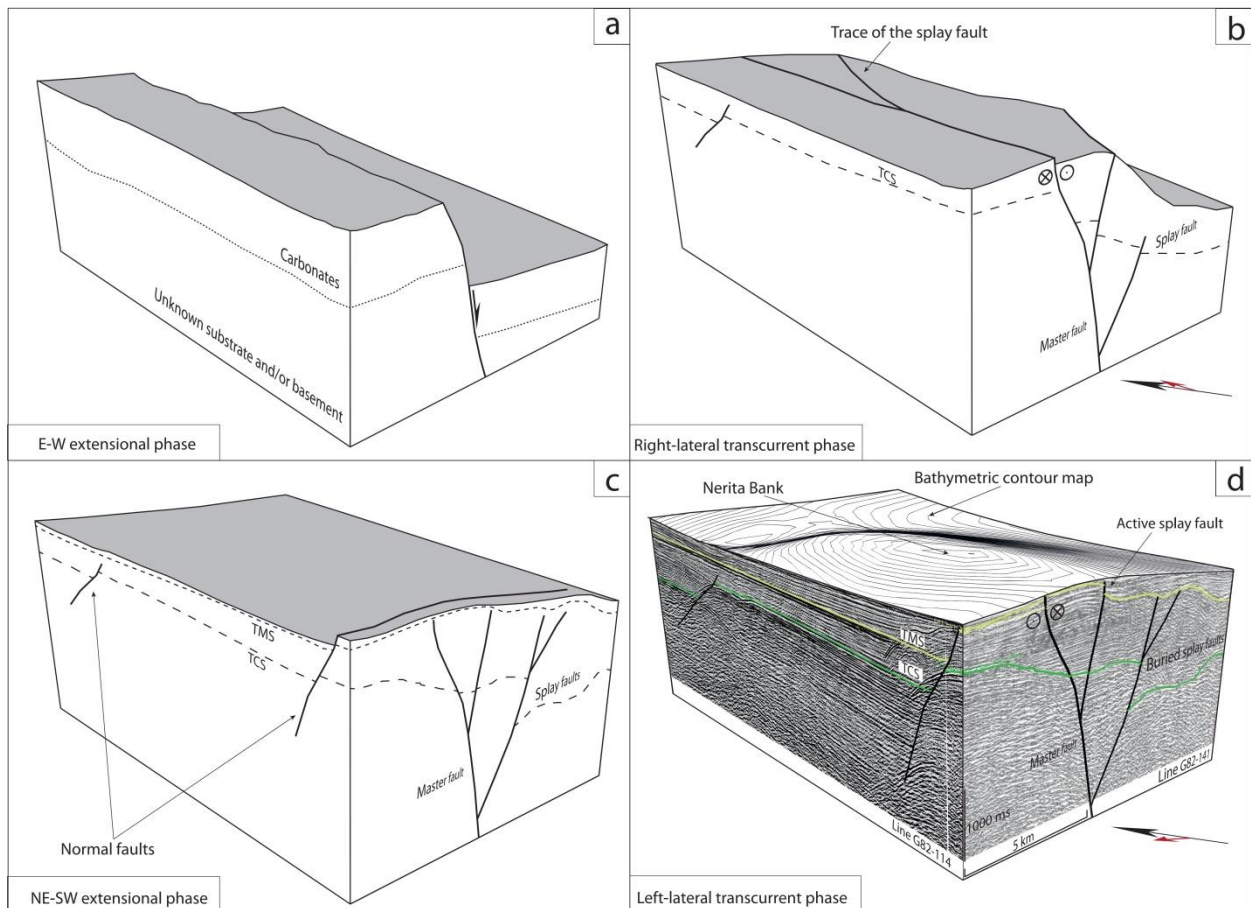 a
Carbonates
Unknown substrate and/or basement
E-W extensional phase
b
Trace of the splay fault
TCS
Splay fault
Master fault
Right-lateral transcurrent phase
c
TMS
TCS
Splay faults
Master fault
Normal faults
NE-SW extensional phase
d
Nerita Bank
Bathymetric contour map
Active splay fault
TMS
TCS
Buried splay faults
Master fault
Line G82-141
1000 ms
5 km
Line G82-114
Left-lateral transcurrent phase